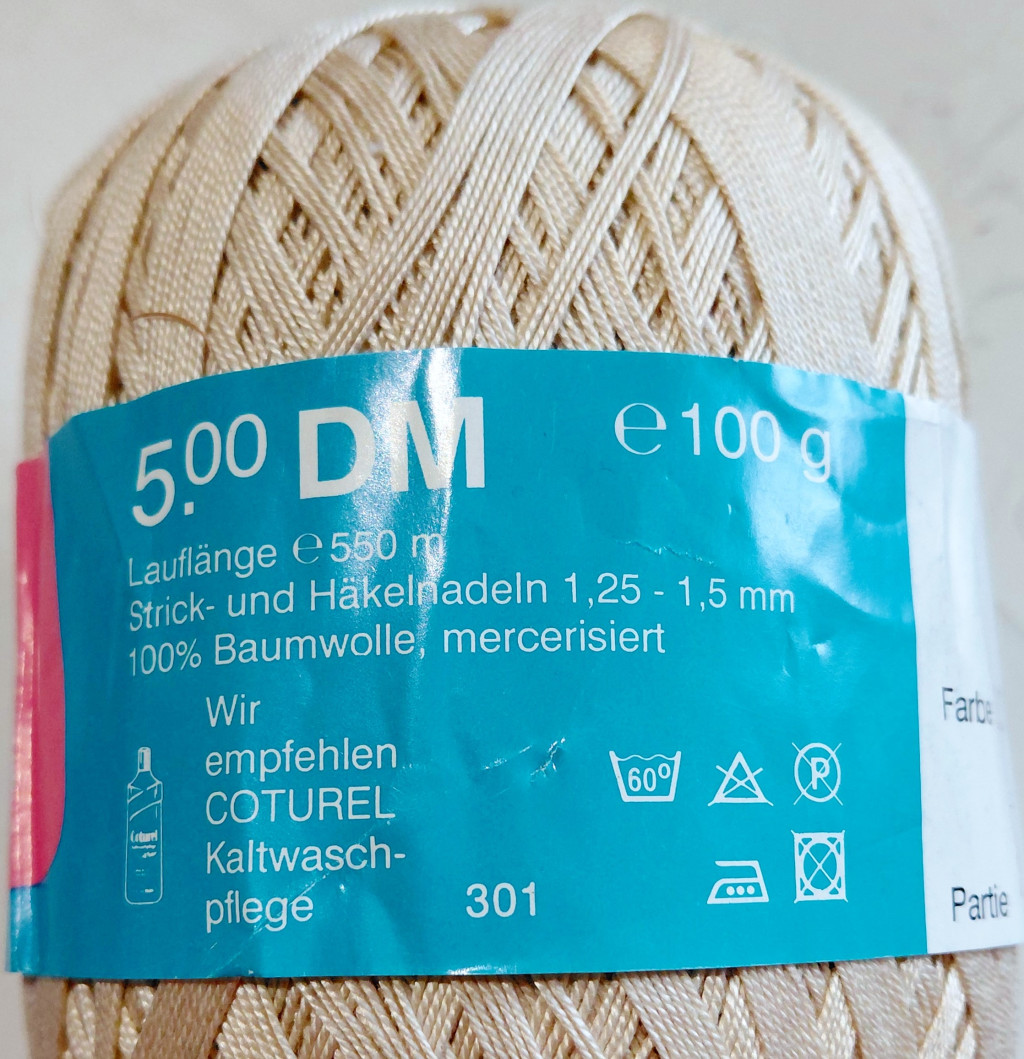 5.00 DM
℮ 100 g
Lauflänge ℮ 550 m
Strick- und Häkelnadeln 1,25 - 1,5 mm
100% Baumwolle, mercerisiert
Wir
empfehlen
COTUREL
Kaltwasch-
pflege
Coturel
301
60°
P
Farbe
Partie